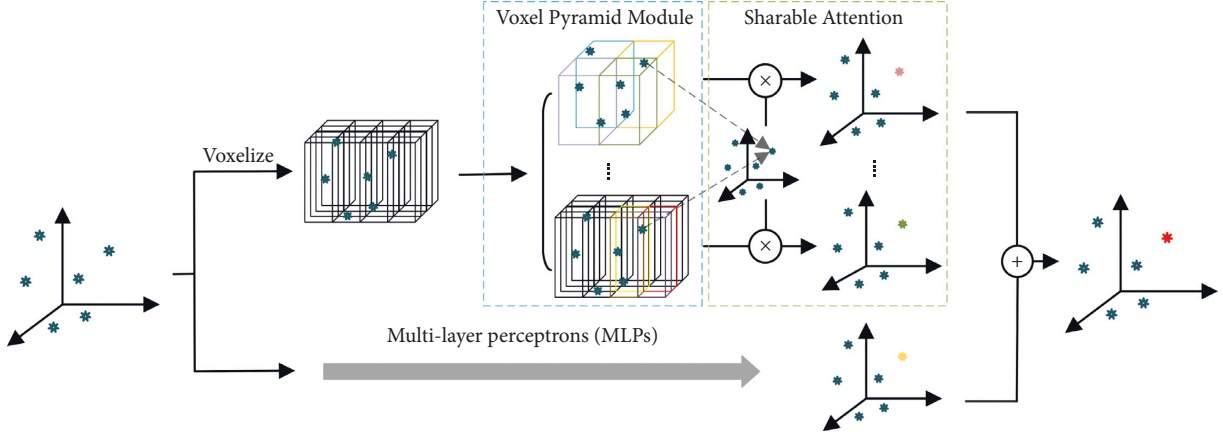 Voxel Pyramid Module
Sharable Attention
Voxelize
Multi-layer perceptrons (MLPs)